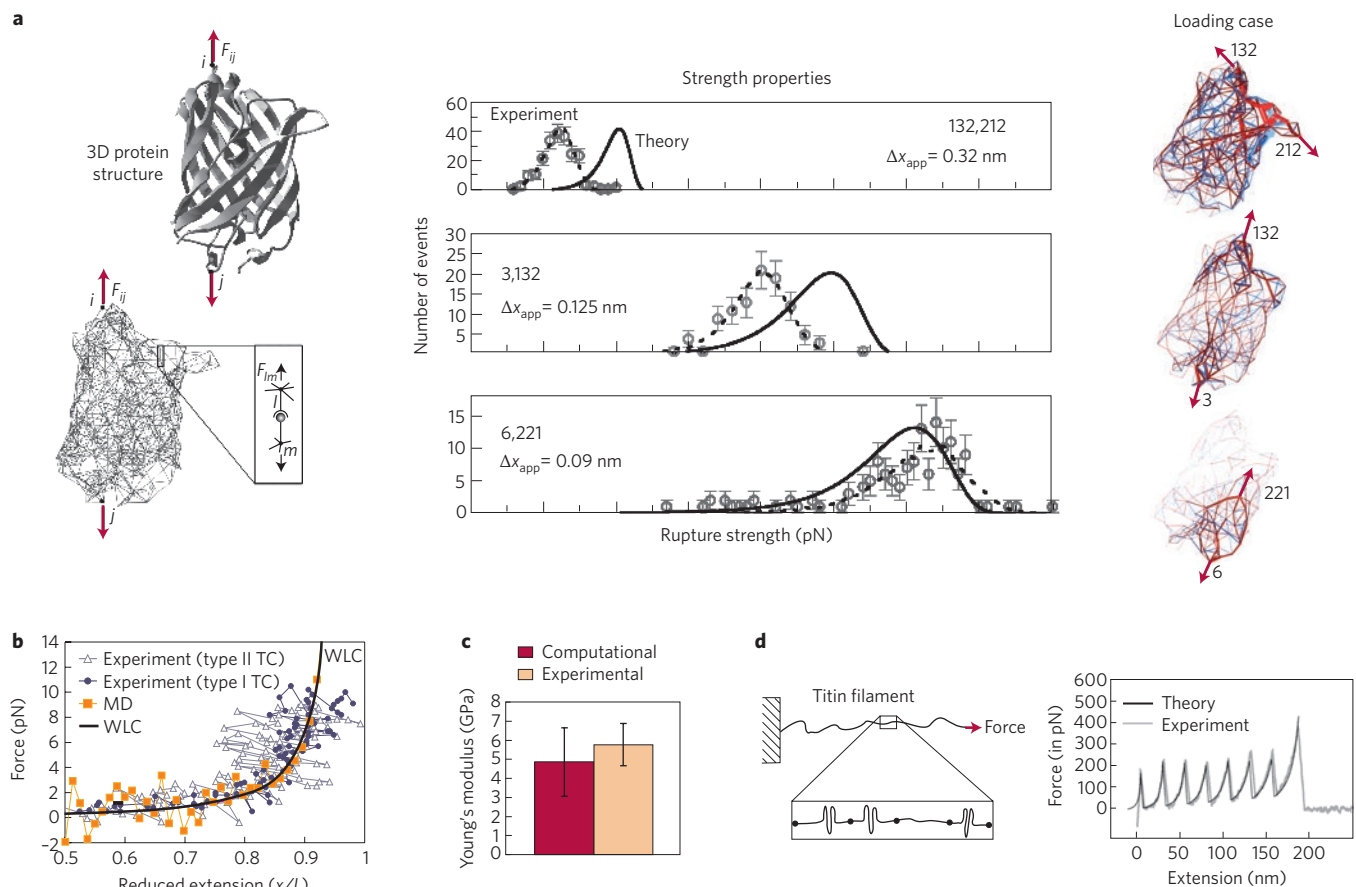 a
F_ij
i
3D protein
structure
j
i
F_ij
F_lm
l
m
j
Strength properties
Number of events
60
40
20
0
Experiment
Theory
132,212
Δx_app = 0.32 nm
30
25
20
15
10
5
3,132
Δx_app = 0.125 nm
15
10
5
0
6,221
Δx_app = 0.09 nm
Rupture strength (pN)
Loading case
132
212
132
3
221
6
b
Force (pN)
14
12
10
8
6
4
2
0
–2
Experiment (type II TC)
Experiment (type I TC)
MD
WLC
WLC
0.5 0.6 0.7 0.8 0.9 1
Reduced extension (x/L)
c
Computational
Experimental
Young's modulus (GPa)
8
7
6
5
4
3
2
1
0
d
Titin filament
Force
Force (in pN)
600
500
400
300
200
100
0
Theory
Experiment
0 50 100 150 200
Extension (nm)